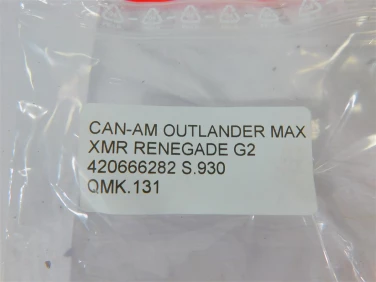 CAN-AM OUTLANDER MAX
XMR RENEGADE G2
420666282 S.930
QMK.131